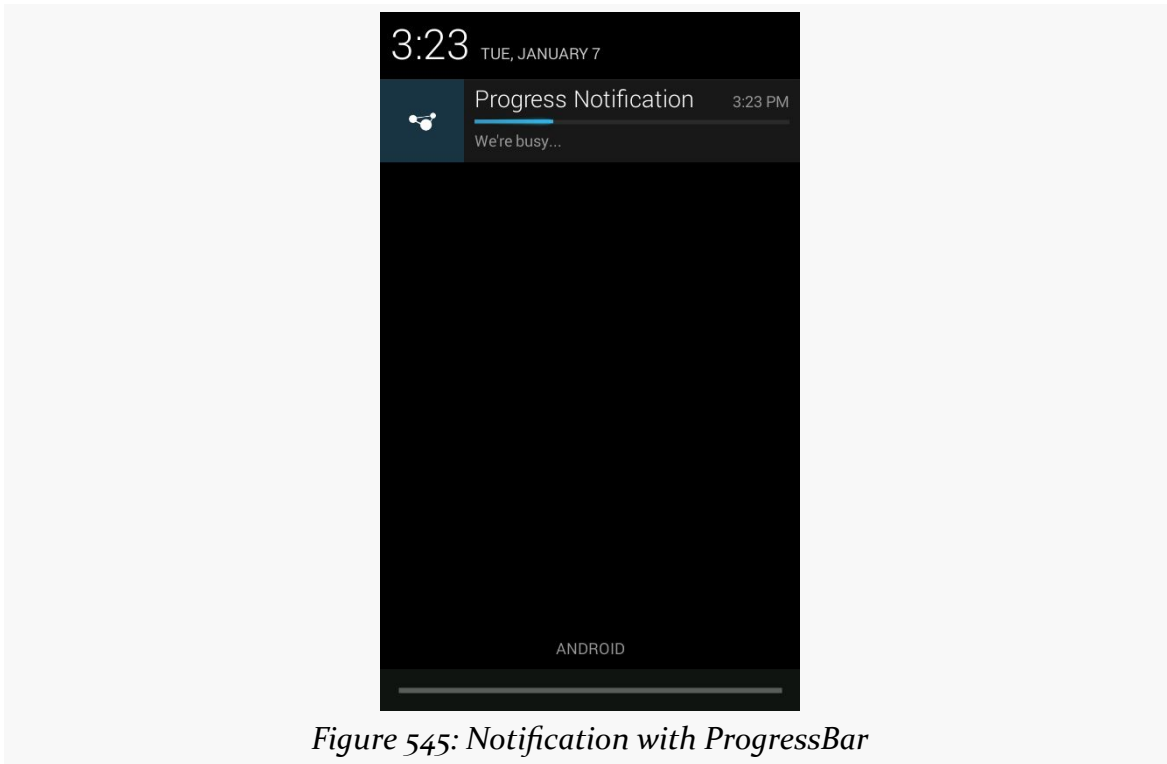 3:23 TUE, JANUARY 7
Progress Notification 3:23 PM
We're busy...
ANDROID
Figure 545: Notification with ProgressBar